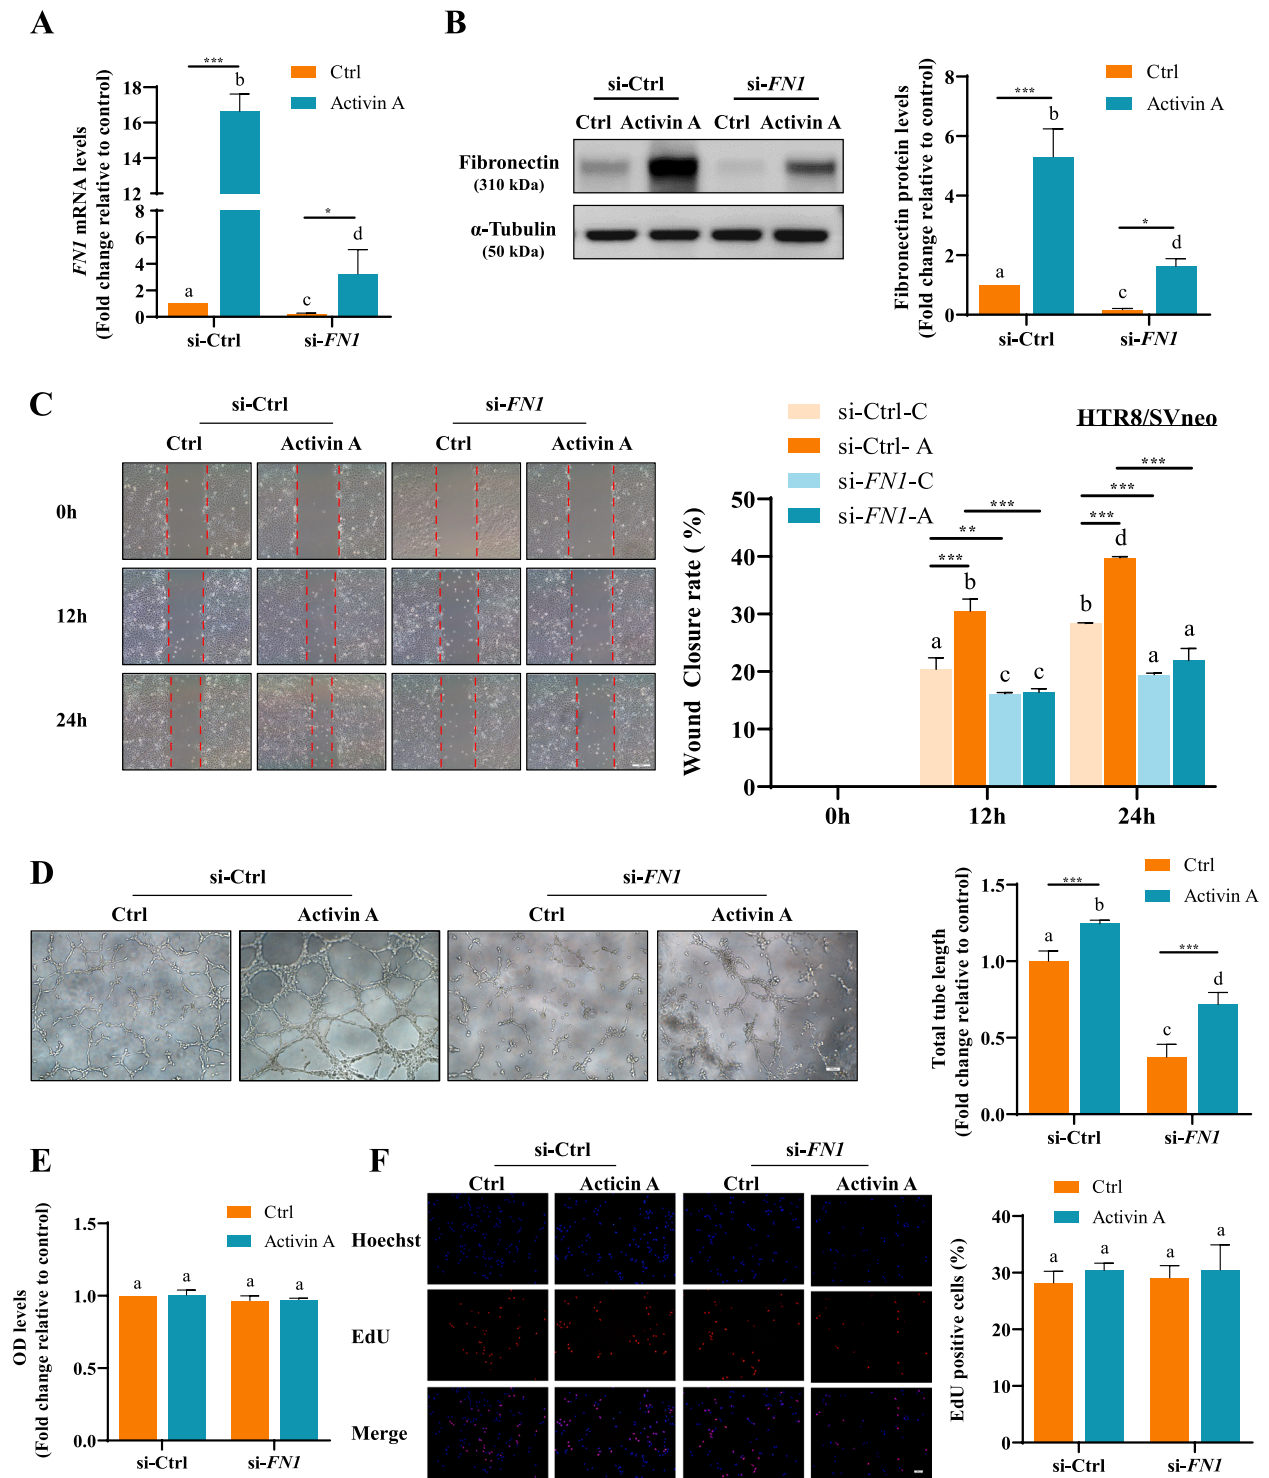 A
FN1 mRNA levels
(Fold change relative to control)
18
16
14
12
8
6
4
2
0
***
b
a
*
d
c
Ctrl
Activin A
si-Ctrl
si-FN1
B
si-Ctrl
si-FN1
Ctrl Activin A Ctrl Activin A
Fibronectin
(310 kDa)
α-Tubulin
(50 kDa)
Fibronectin protein levels
(Fold change relative to control)
8
6
4
2
0
***
b
a
*
d
c
Ctrl
Activin A
si-Ctrl
si-FN1
C
si-Ctrl
si-FN1
Ctrl Activin A Ctrl Activin A
0h
12h
24h
si-Ctrl-C
si-Ctrl- A
si-FN1-C
si-FN1-A
HTR8/SVneo
Wound Closure rate ( %)
50
40
30
20
10
0
***
**
***
a
b
c
c
***
***
***
b
d
a
a
0h
12h
24h
D
si-Ctrl
si-FN1
Ctrl Activin A Ctrl Activin A
Total tube length
(Fold change relative to control)
1.5
1.0
0.5
0.0
***
a
b
***
c
d
Ctrl
Activin A
si-Ctrl
si-FN1
E
OD levels
(Fold change relative to control)
1.5
1.0
0.5
0.0
Ctrl
Activin A
a
a
a
a
si-Ctrl
si-FN1
F
si-Ctrl
si-FN1
Ctrl Acticin A Ctrl Activin A
Hoechst
EdU
Merge
EdU positive cells (%)
40
30
20
10
0
Ctrl
Activin A
a
a
a
a
si-Ctrl
si-FN1